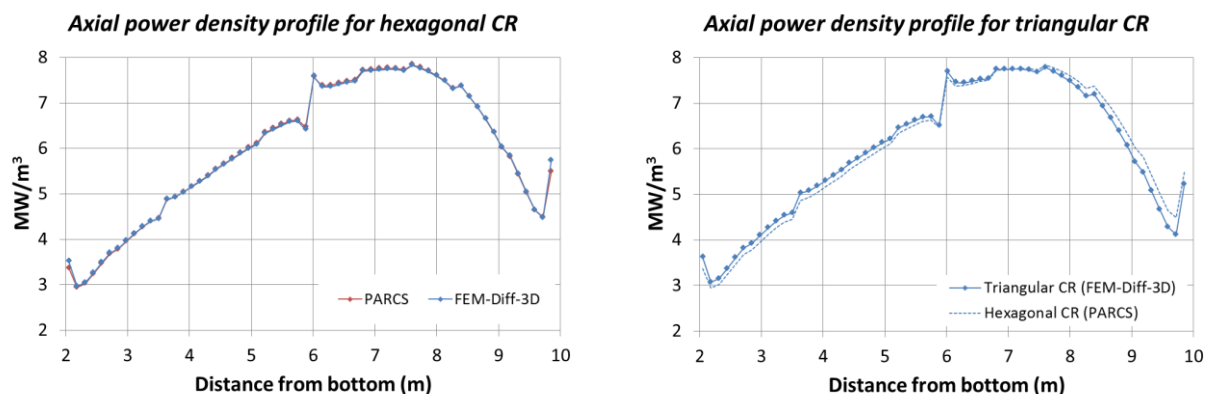 Axial power density profile for hexagonal CR
8
7
6
5
4
3
2
MW/m³
PARCS
FEM-Diff-3D
2 3 4 5 6 7 8 9 10
Distance from bottom (m)
Axial power density profile for triangular CR
8
7
6
5
4
3
2
MW/m³
Triangular CR (FEM-Diff-3D)
Hexagonal CR (PARCS)
2 3 4 5 6 7 8 9 10
Distance from bottom (m)